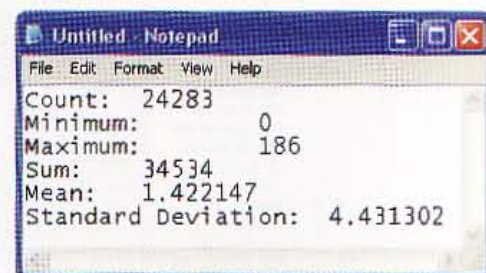 Untitled - Notepad
File Edit Format View Help
Count: 24283
Minimum: 0
Maximum: 186
Sum: 34534
Mean: 1.422147
Standard Deviation: 4.431302